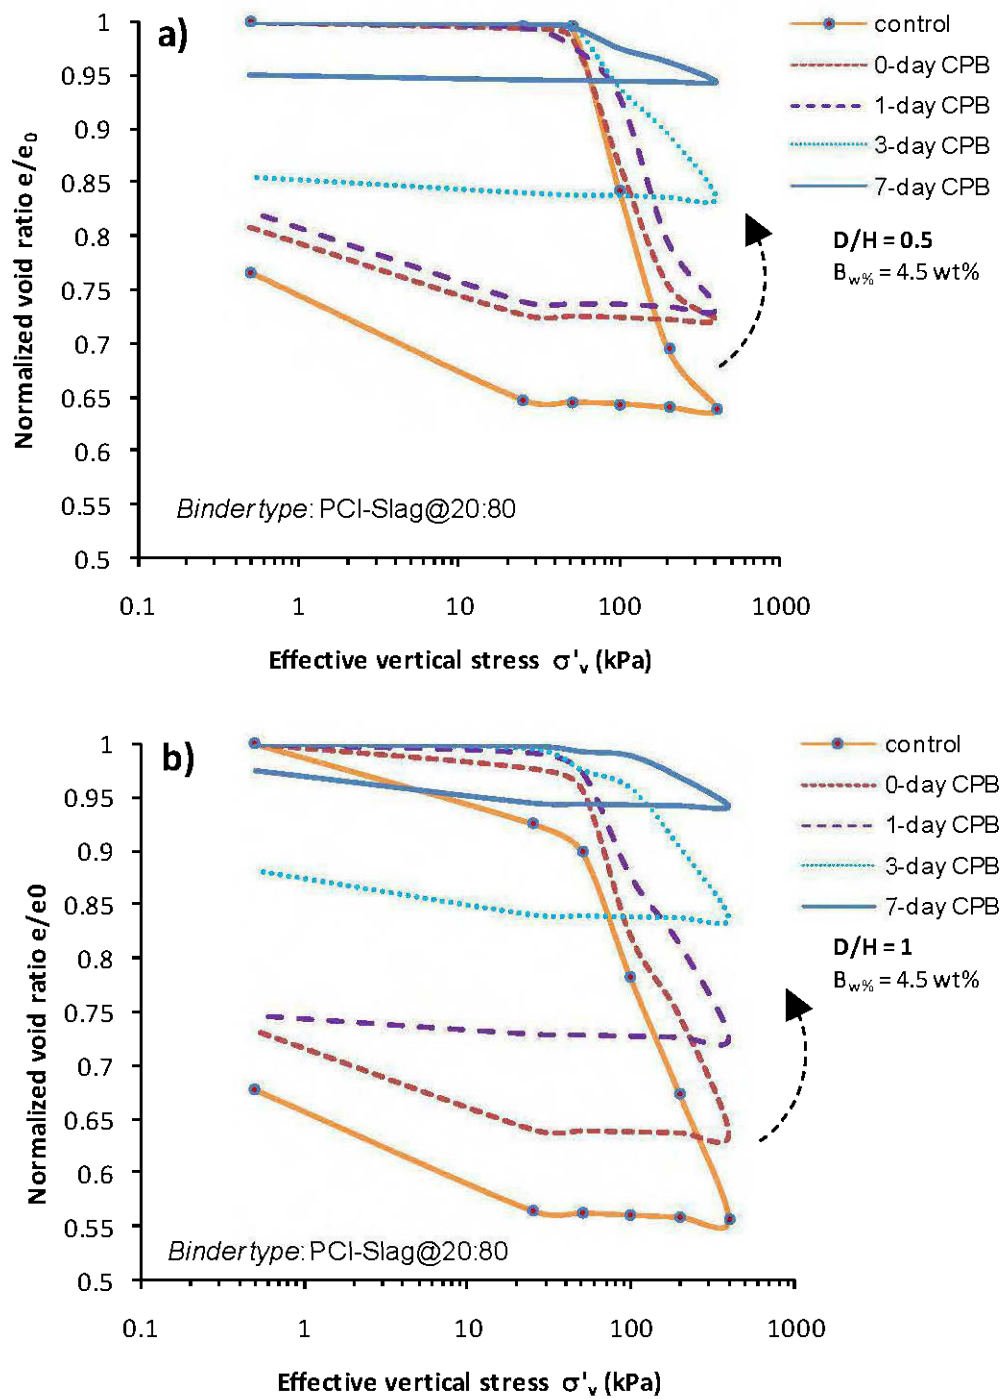 a)
Normalized void ratio e/e₀
1
0.95
0.9
0.85
0.8
0.75
0.7
0.65
0.6
0.55
0.5
0.1
1
10
100
1000
Effective vertical stress σ'ᵥ (kPa)
Binder type: PCI-Slag@20:80
control
0-day CPB
1-day CPB
3-day CPB
7-day CPB
D/H = 0.5
Bw% = 4.5 wt%
b)
Normalized void ratio e/e0
1
0.95
0.9
0.85
0.8
0.75
0.7
0.65
0.6
0.55
0.5
0.1
1
10
100
1000
Effective vertical stress σ'ᵥ (kPa)
Binder type: PCI-Slag@20:80
control
0-day CPB
1-day CPB
3-day CPB
7-day CPB
D/H = 1
Bw% = 4.5 wt%